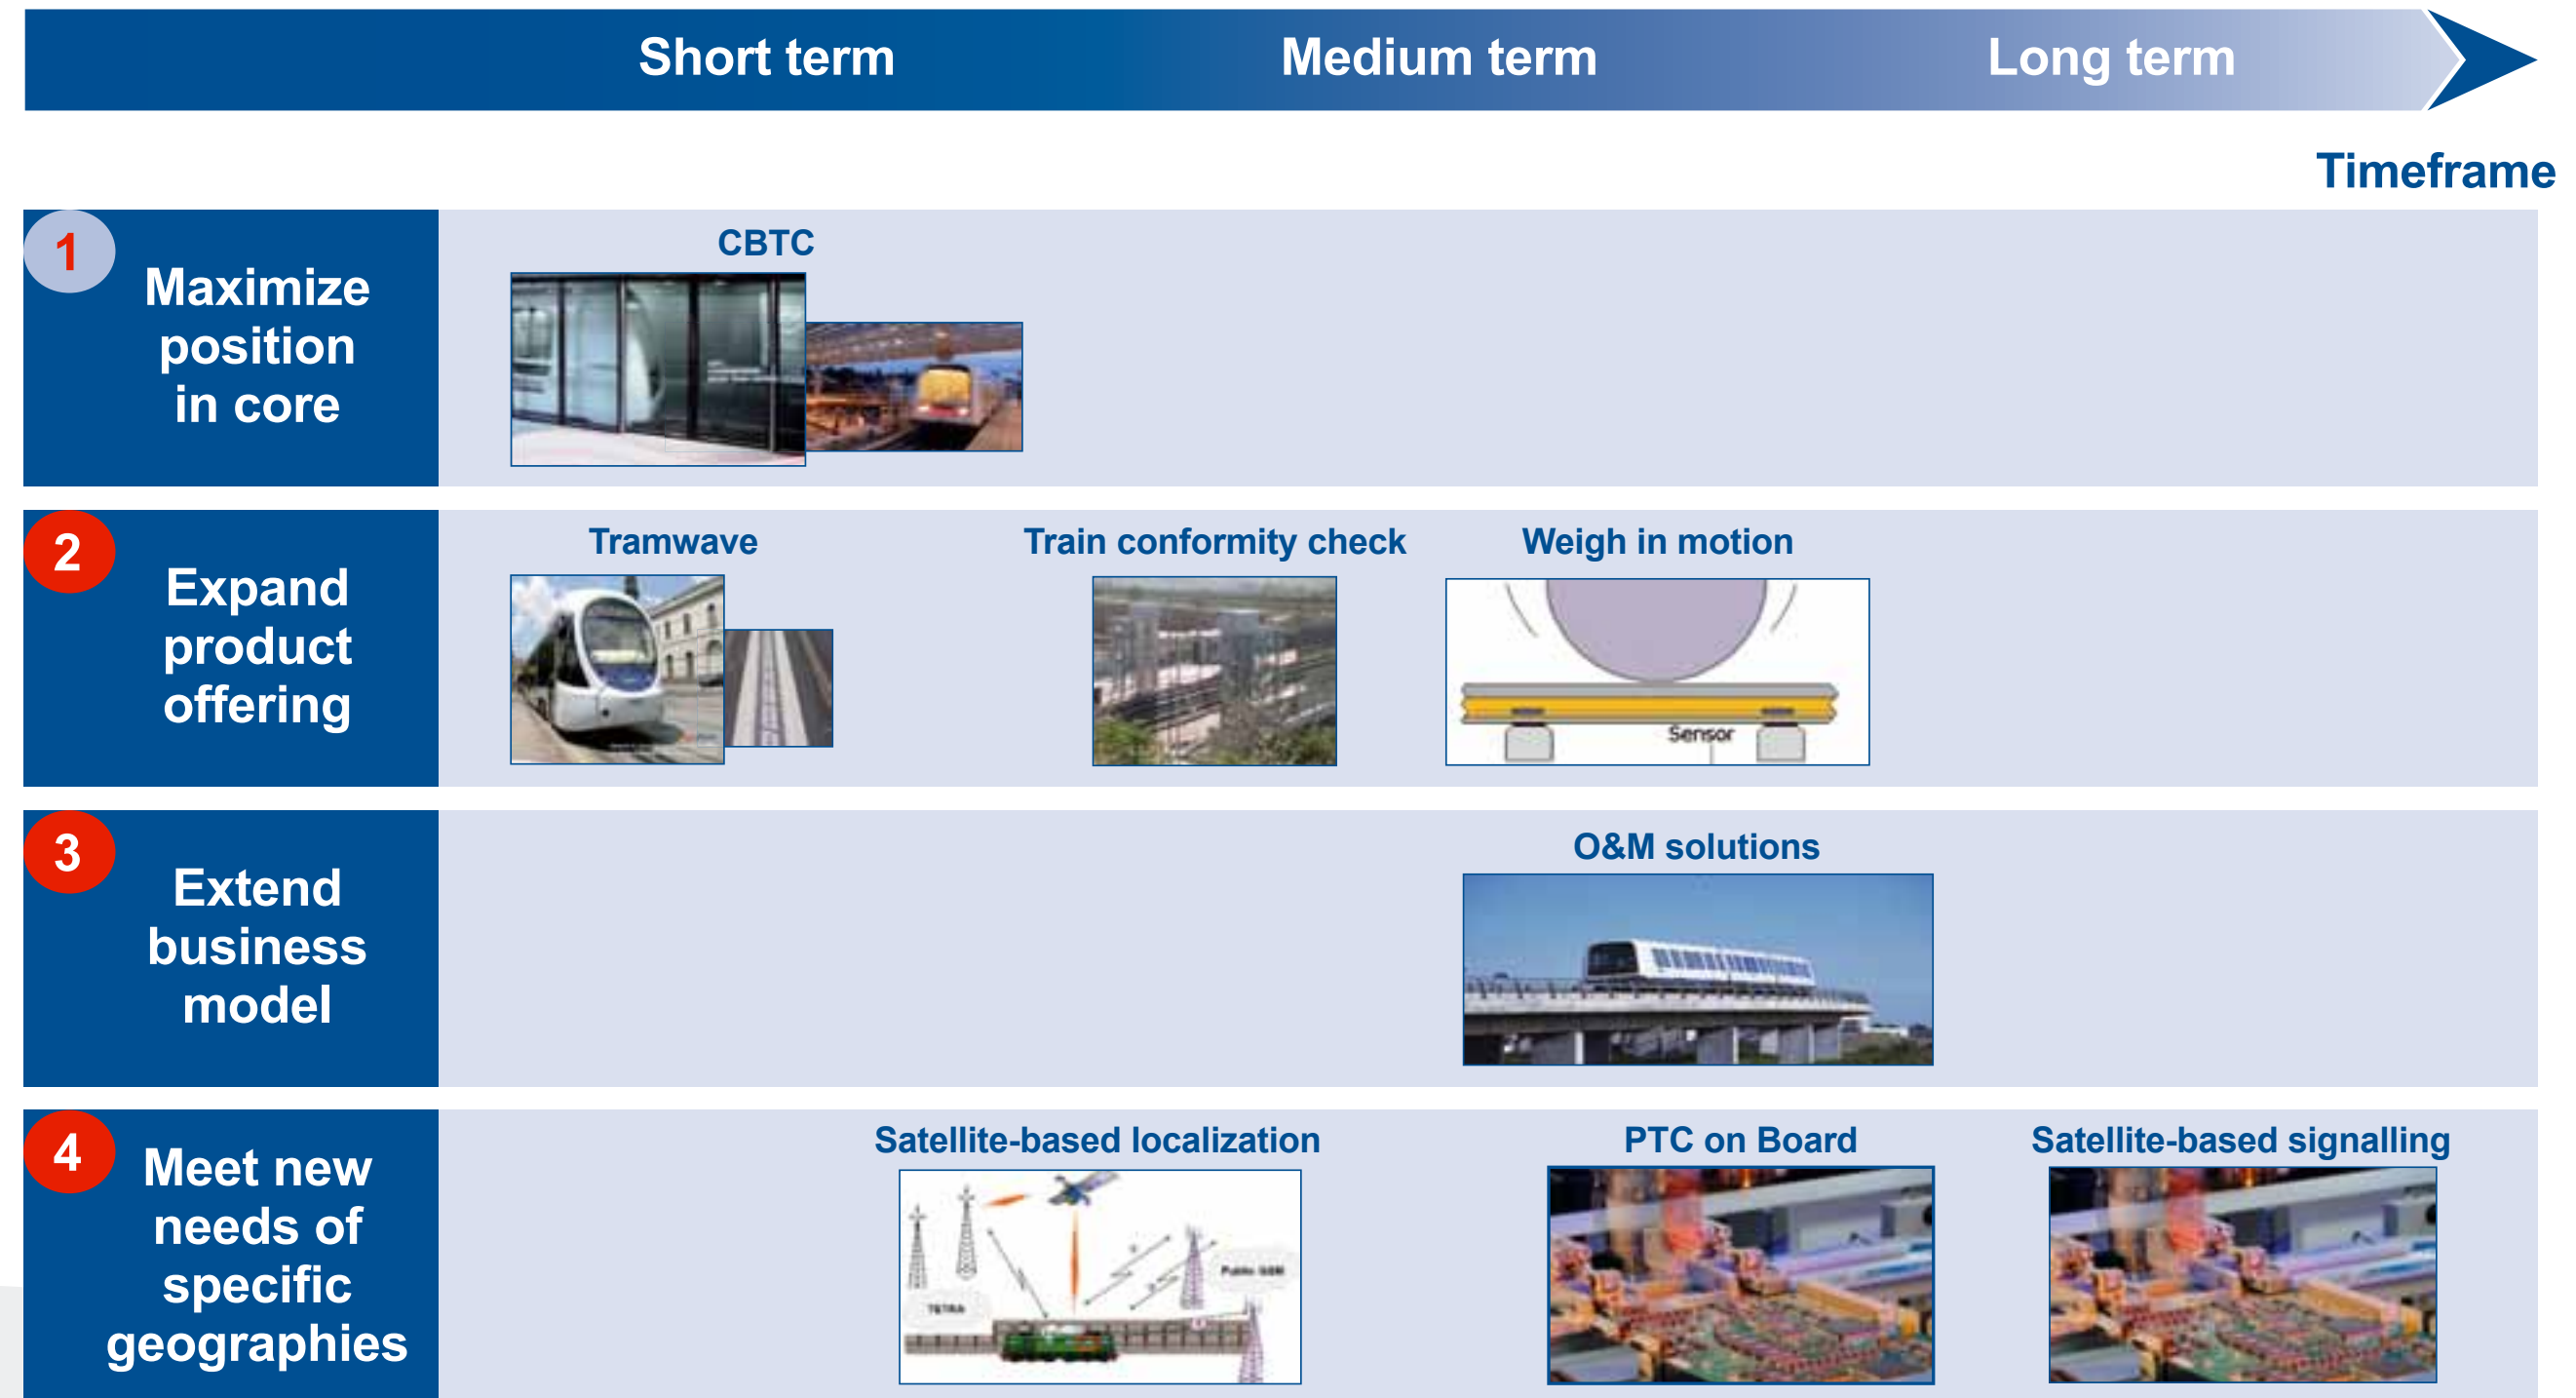 Short term
Medium term
Long term
Timeframe
1
Maximize
position
in core
CBTC
2
Expand
product
offering
Tramwave
Train conformity check
Weigh in motion
Sensor
3
Extend
business
model
O&M solutions
4
Meet new
needs of
specific
geographies
Satellite-based localization
TETRA
Public GSM
PTC on Board
Satellite-based signalling